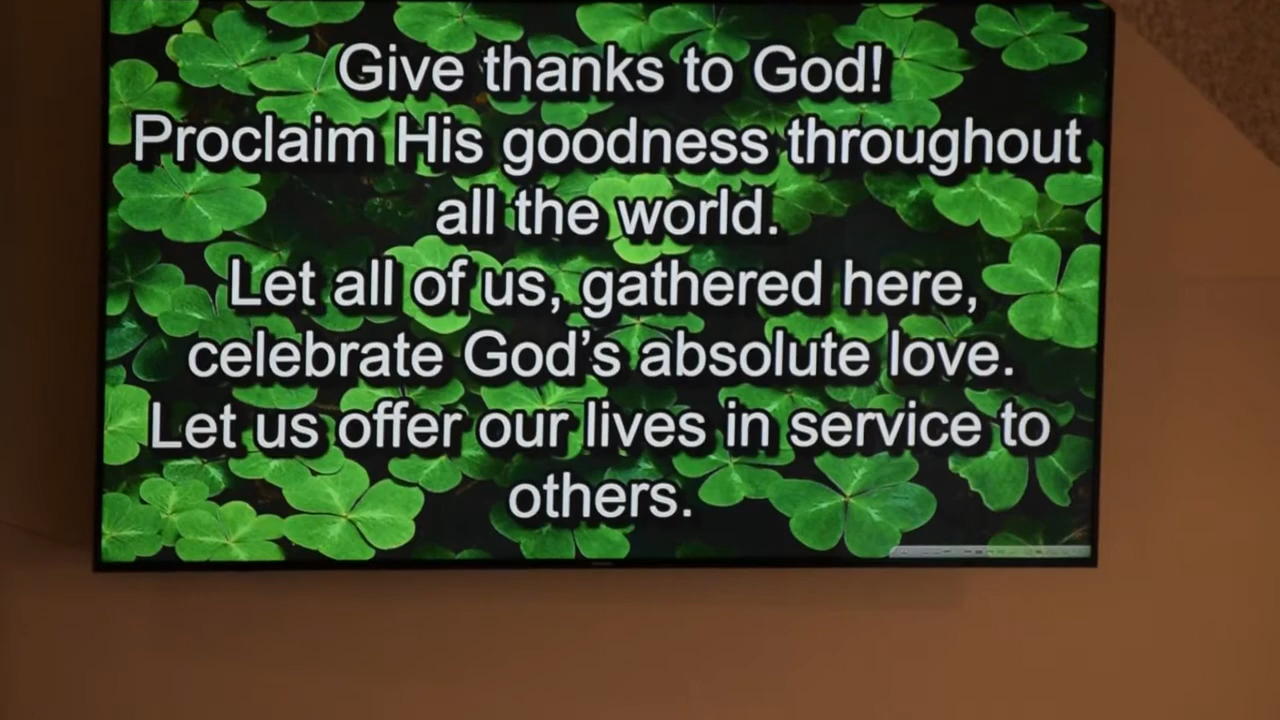 Give thanks to God!
Proclaim His goodness throughout
all the world.
Let all of us, gathered here,
celebrate God's absolute love.
Let us offer our lives in service to
others.